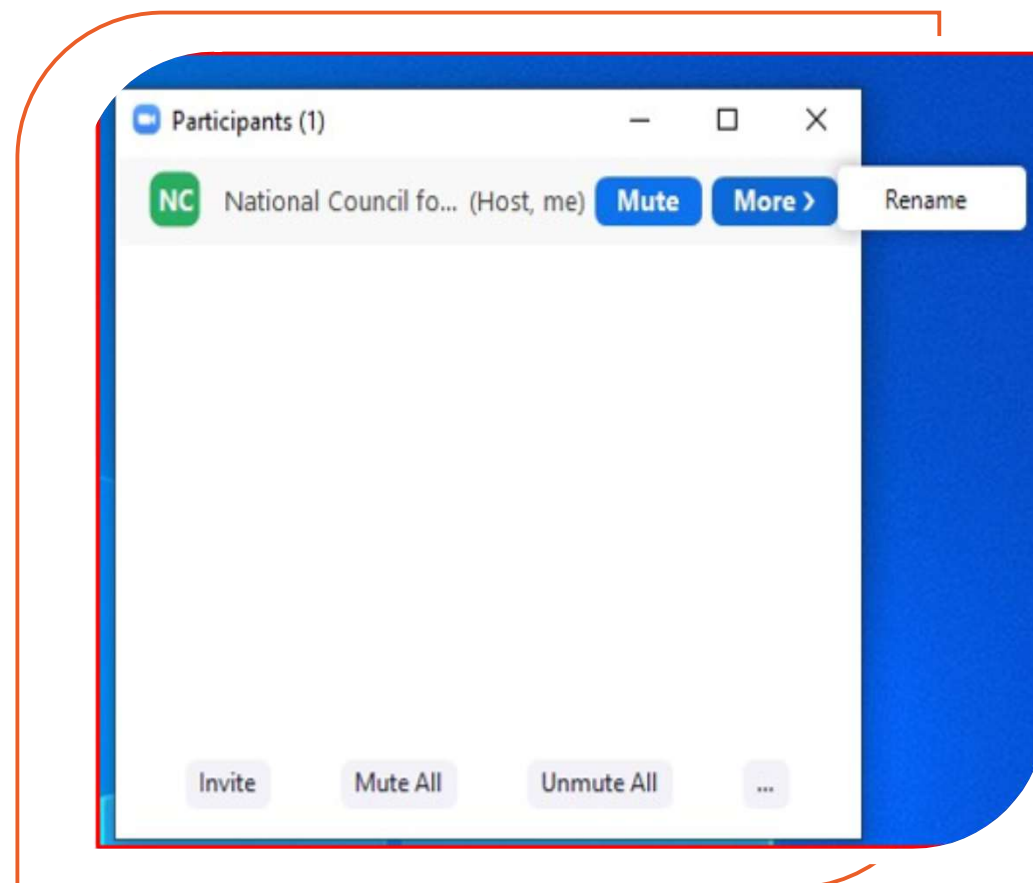 Participants (1)
NC National Council fo... (Host, me) Mute More > Rename
Invite Mute All Unmute All ...